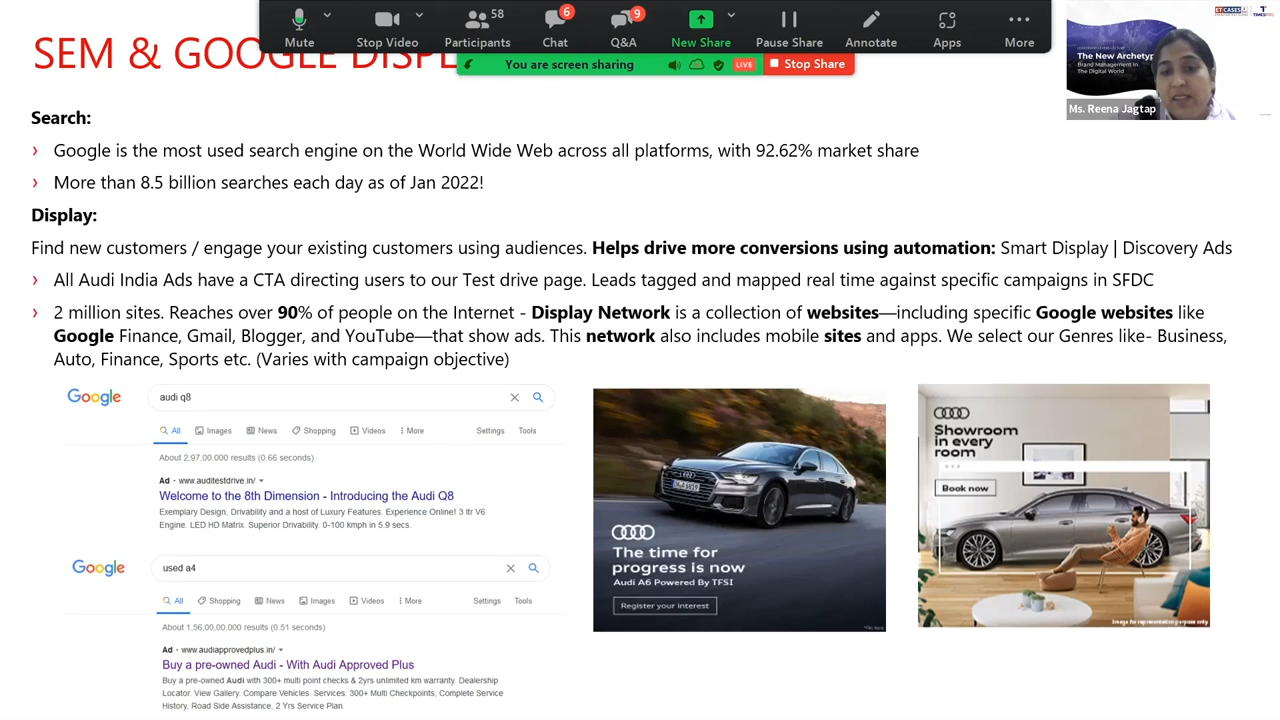 Mute
Stop Video
Participants
58
Chat
6
Q&A
9
New Share
Pause Share
Annotate
Apps
More
You are screen sharing
LIVE
Stop Share
ET CASES
The New Archetyp
Brand Management In
The Digital World
Ms. Reena Jagtap
SEM & GOOGLE DISPL
Search:
› Google is the most used search engine on the World Wide Web across all platforms, with 92.62% market share
› More than 8.5 billion searches each day as of Jan 2022!
Display:
Find new customers / engage your existing customers using audiences. Helps drive more conversions using automation: Smart Display | Discovery Ads
› All Audi India Ads have a CTA directing users to our Test drive page. Leads tagged and mapped real time against specific campaigns in SFDC
› 2 million sites. Reaches over 90% of people on the Internet - Display Network is a collection of websites—including specific Google websites like
Google Finance, Gmail, Blogger, and YouTube—that show ads. This network also includes mobile sites and apps. We select our Genres like- Business,
Auto, Finance, Sports etc. (Varies with campaign objective)
Google
audi q8
All Images News Shopping Videos More Settings Tools
About 2,97,00,000 results (0.66 seconds)
Ad · www.auditestdrive.in/
Welcome to the 8th Dimension - Introducing the Audi Q8
Exemplary Design, Drivability and a host of Luxury Features. Experience Online! 3 ltr V6
Engine. LED HD Matrix. Superior Drivability. 0-100 kmph in 5.9 secs.
Google
used a4
All Shopping News Images Videos More Settings Tools
About 1,56,00,00,000 results (0.51 seconds)
Ad · www.audiapprovedplus.in/
Buy a pre-owned Audi - With Audi Approved Plus
Buy a pre-owned Audi with 300+ multi point checks & 2yrs unlimited km warranty. Dealership
Locator. View Gallery. Compare Vehicles. Services: 300+ Multi Checkpoints, Complete Service
History, Road Side Assistance, 2 Yrs Service Plan.
The time for
progress is now
Audi A6 Powered By TFSI
Register your interest
Showroom
in every
room
Book now
Image for representation purpose only.